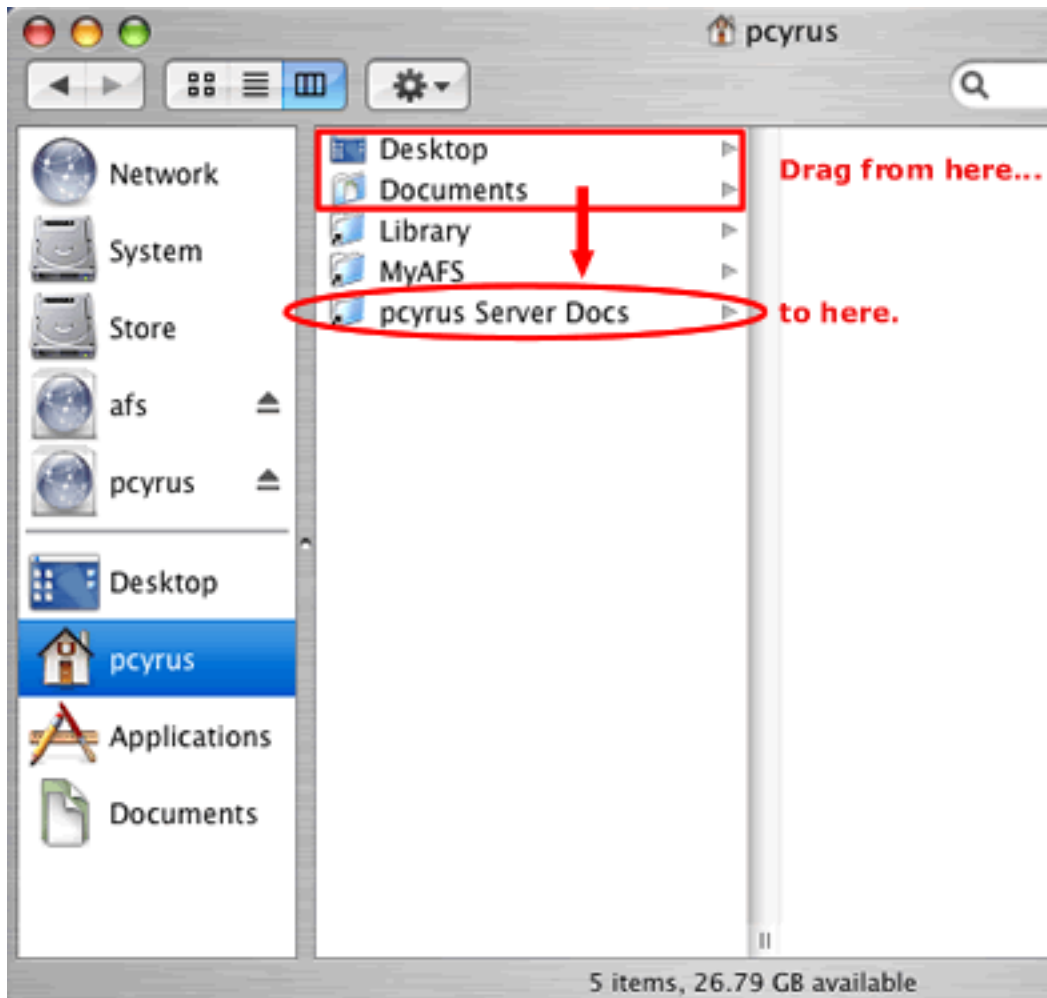 pcyrus
Network
System
Store
afs
pcyrus
Desktop
pcyrus
Applications
Documents
Desktop
Documents
Library
MyAFS
pcyrus Server Docs
Drag from here...
to here.
5 items, 26.79 GB available